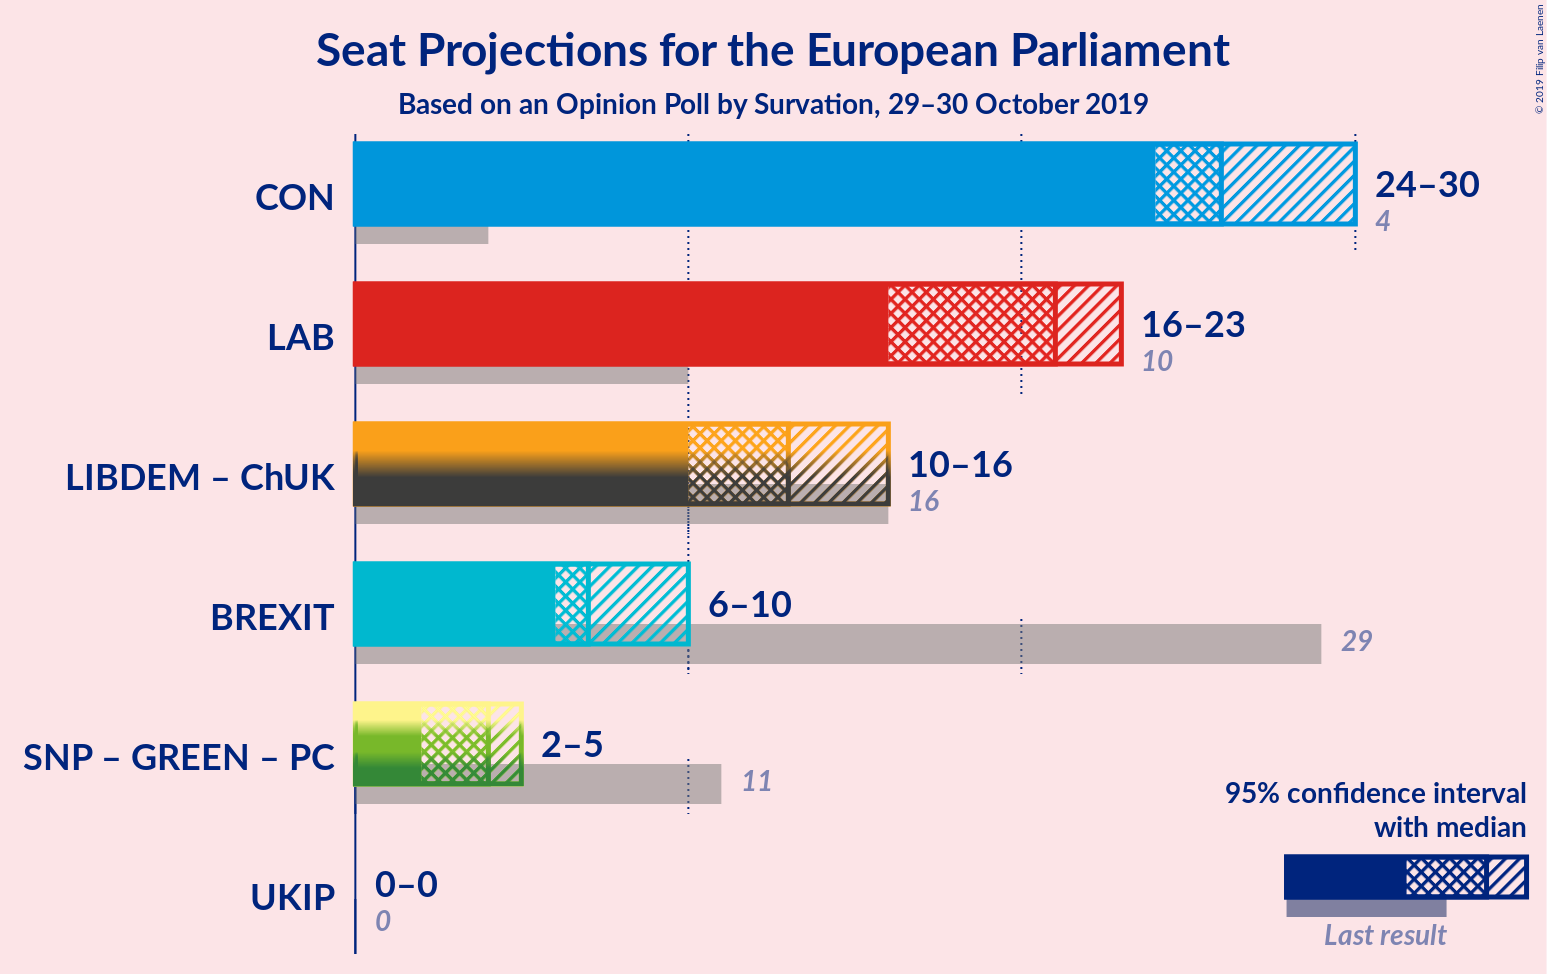 Seat Projections for the European Parliament
Based on an Opinion Poll by Survation, 29–30 October 2019
© 2019 Filip van Laenen
CON
24–30
4
LAB
16–23
10
LIBDEM – ChUK
10–16
16
BREXIT
6–10
29
SNP – GREEN – PC
2–5
11
UKIP
0–0
0
95% confidence interval
with median
Last result